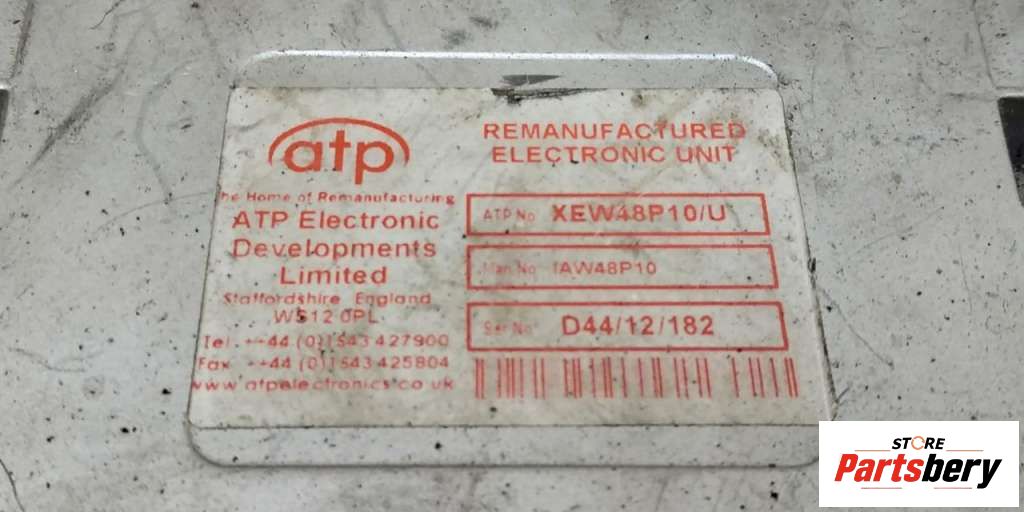 atp
he Home of Remanufacturing
ATP Electronic
Developments
Limited
Staffordshire England
WS12 0PL
Tel . ++44 (0)1543 427900
Fax ++44 (0)1543 425804
www.atpelectronics.co.uk
REMANUFACTURED
ELECTRONIC UNIT
ATP No XEW48P10/U
Man No IAW48P10
Ser No D44/12/182
STORE
Partsbery